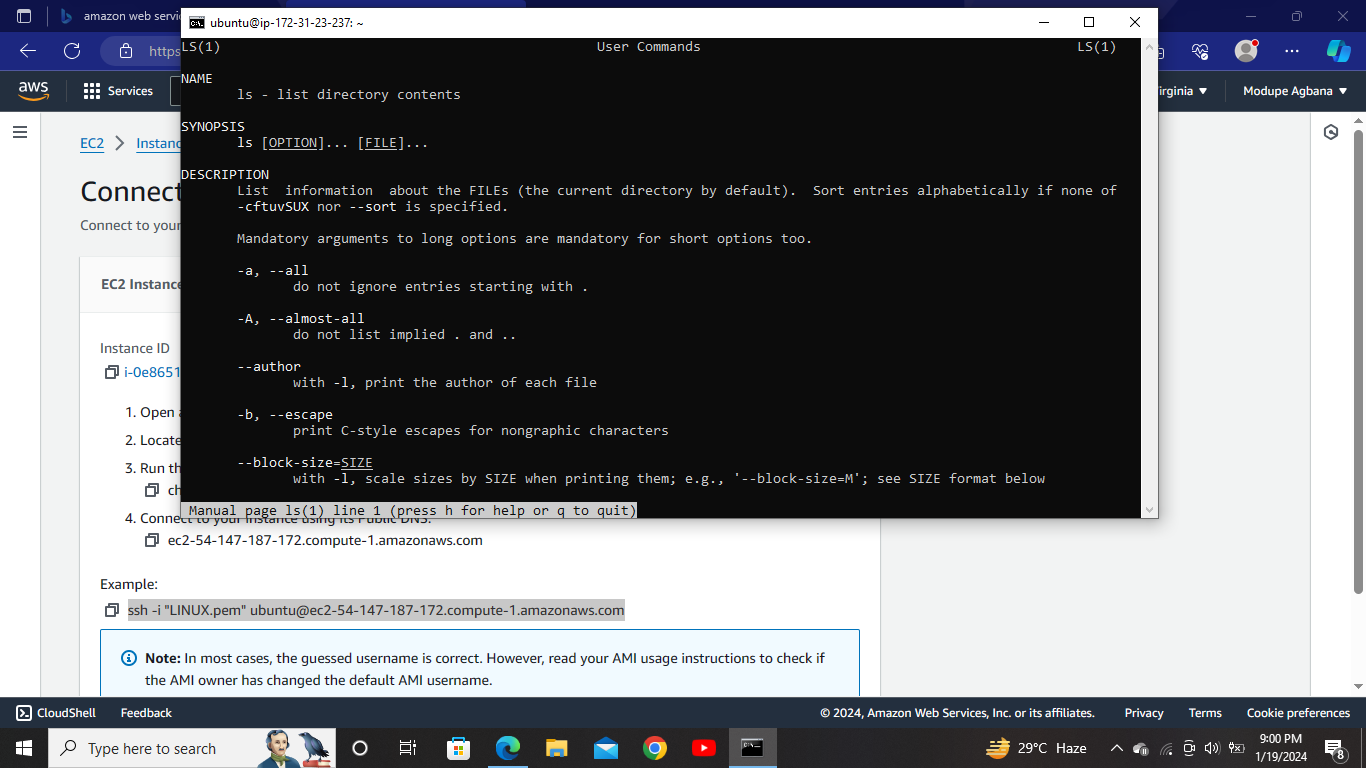 amazon web servi
ubuntu@ip-172-31-23-237: ~
https
aws
Services
irginia
Modupe Agbana
LS(1) User Commands LS(1)
NAME
ls - list directory contents
SYNOPSIS
ls [OPTION]... [FILE]...
DESCRIPTION
List information about the FILEs (the current directory by default). Sort entries alphabetically if none of
-cftuvSUX nor --sort is specified.
Mandatory arguments to long options are mandatory for short options too.
-a, --all
do not ignore entries starting with .
-A, --almost-all
do not list implied . and ..
--author
with -l, print the author of each file
-b, --escape
print C-style escapes for nongraphic characters
--block-size=SIZE
with -l, scale sizes by SIZE when printing them; e.g., '--block-size=M'; see SIZE format below
Manual page ls(1) line 1 (press h for help or q to quit)
EC2 > Instanc
Connect
Connect to your
EC2 Instance
Instance ID
i-0e8651
1. Open a
2. Locate
3. Run th
ch
4. Connect to your instance using its Public DNS:
ec2-54-147-187-172.compute-1.amazonaws.com
Example:
ssh -i "LINUX.pem" ubuntu@ec2-54-147-187-172.compute-1.amazonaws.com
Note: In most cases, the guessed username is correct. However, read your AMI usage instructions to check if
the AMI owner has changed the default AMI username.
CloudShell Feedback © 2024, Amazon Web Services, Inc. or its affiliates. Privacy Terms Cookie preferences
Type here to search
29°C Haze
9:00 PM
1/19/2024
8